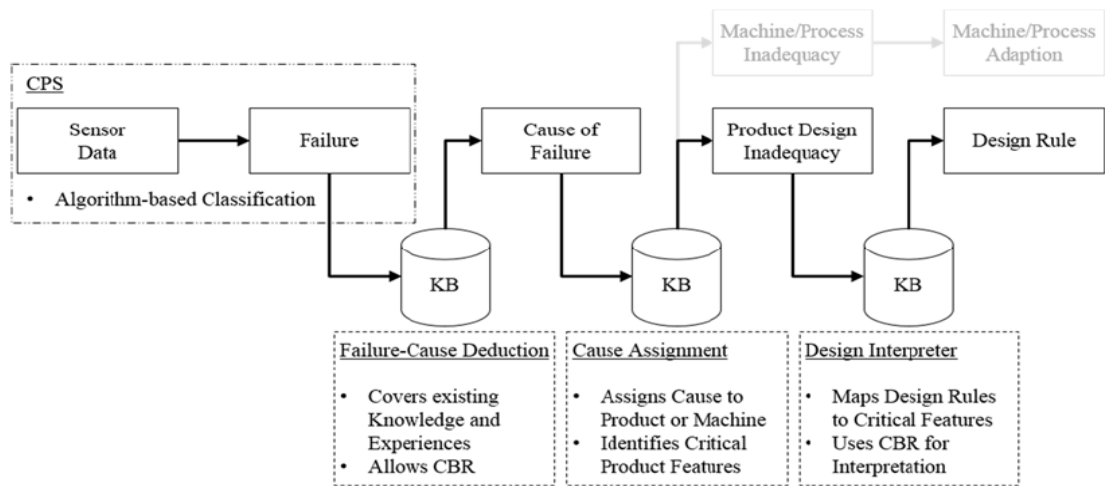 Machine/Process
Inadequacy
Machine/Process
Adaption
CPS
Sensor
Data
Failure
Cause of
Failure
Product Design
Inadequacy
Design Rule
• Algorithm-based Classification
KB
KB
KB
Failure-Cause Deduction
• Covers existing
Knowledge and
Experiences
• Allows CBR
Cause Assignment
• Assigns Cause to
Product or Machine
• Identifies Critical
Product Features
Design Interpreter
• Maps Design Rules
to Critical Features
• Uses CBR for
Interpretation